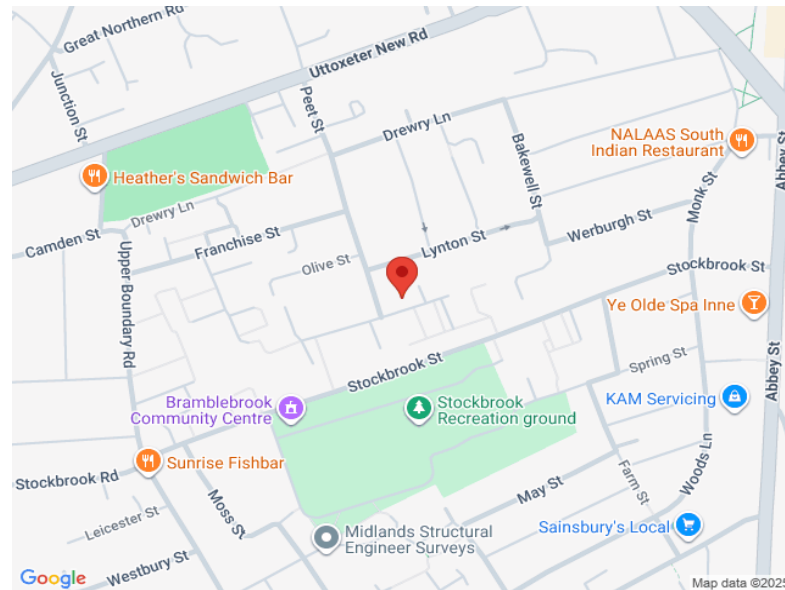 Great Northern Rd
Uttoxeter New Rd
Junction St
Peet St
Drewry Ln
Bakewell St
NALAAS South
Indian Restaurant
Abbey St
Heather's Sandwich Bar
Monk St
Drewry Ln
Camden St
Franchise St
Werburgh St
Lynton St
Olive St
Upper Boundary Rd
Stockbrook St
Ye Olde Spa Inne
Spring St
Stockbrook St
Abbey St
Bramblebrook
Community Centre
Stockbrook
Recreation ground
KAM Servicing
Sunrise Fishbar
Woods Ln
Stockbrook Rd
Moss St
May St
Farm St
Leicester St
Midlands Structural
Engineer Surveys
Sainsbury's Local
Westbury St
Google
Map data ©2025